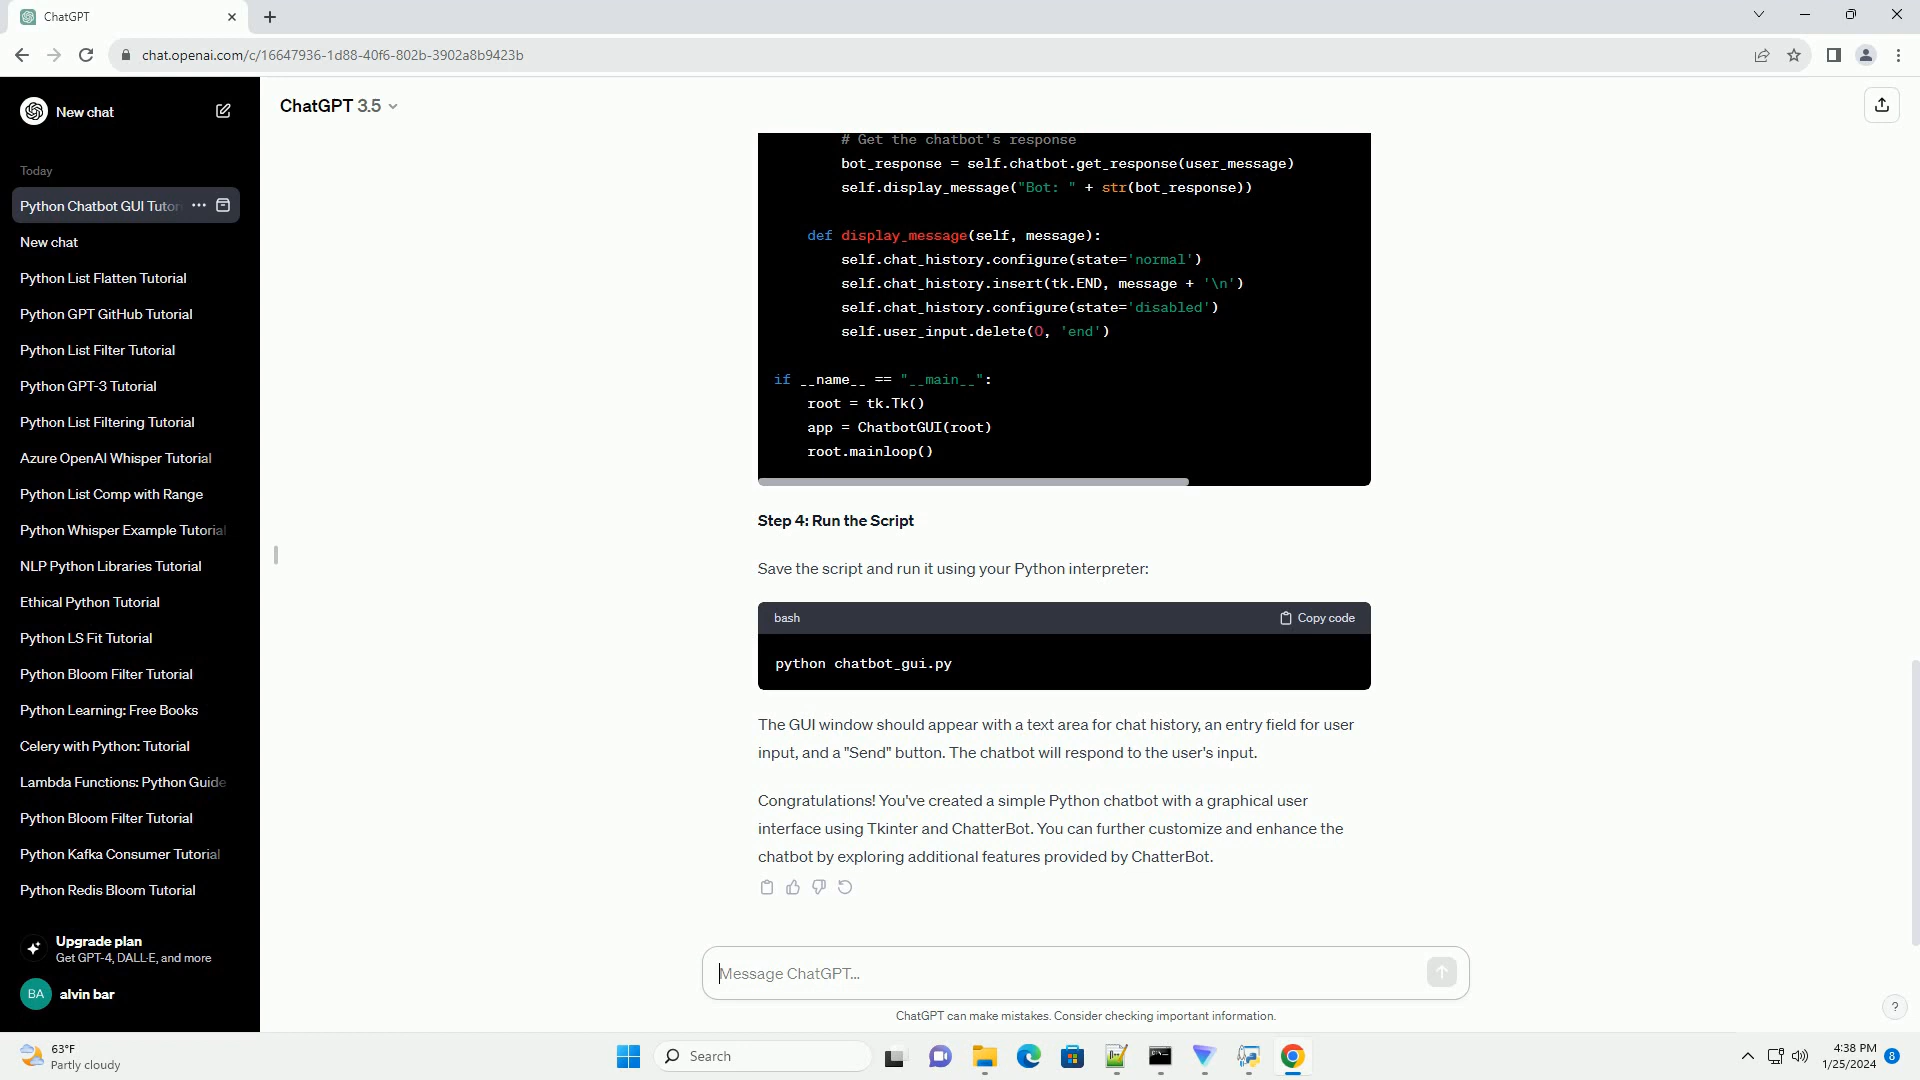 ChatGPT
chat.openai.com/c/16647936-1d88-40f6-802b-3902a8b9423b
New chat
Today
Python Chatbot GUI Tutor
New chat
Python List Flatten Tutorial
Python GPT GitHub Tutorial
Python List Filter Tutorial
Python GPT-3 Tutorial
Python List Filtering Tutorial
Azure OpenAI Whisper Tutorial
Python List Comp with Range
Python Whisper Example Tutorial
NLP Python Libraries Tutorial
Ethical Python Tutorial
Python LS Fit Tutorial
Python Bloom Filter Tutorial
Python Learning: Free Books
Celery with Python: Tutorial
Lambda Functions: Python Guide
Python Bloom Filter Tutorial
Python Kafka Consumer Tutorial
Python Redis Bloom Tutorial
Upgrade plan
Get GPT-4, DALL·E, and more
BA alvin bar
ChatGPT 3.5
# Get the chatbot's response
bot_response = self.chatbot.get_response(user_message)
self.display_message("Bot: " + str(bot_response))
def display_message(self, message):
self.chat_history.configure(state='normal')
self.chat_history.insert(tk.END, message + '\n')
self.chat_history.configure(state='disabled')
self.user_input.delete(0, 'end')
if __name__ == "__main__":
root = tk.Tk()
app = ChatbotGUI(root)
root.mainloop()
Step 4: Run the Script
Save the script and run it using your Python interpreter:
bash Copy code
python chatbot_gui.py
The GUI window should appear with a text area for chat history, an entry field for user
input, and a "Send" button. The chatbot will respond to the user's input.
Congratulations! You've created a simple Python chatbot with a graphical user
interface using Tkinter and ChatterBot. You can further customize and enhance the
chatbot by exploring additional features provided by ChatterBot.
Message ChatGPT...
ChatGPT can make mistakes. Consider checking important information.
?
63°F
Partly cloudy
Search
4:38 PM
1/25/2024
8